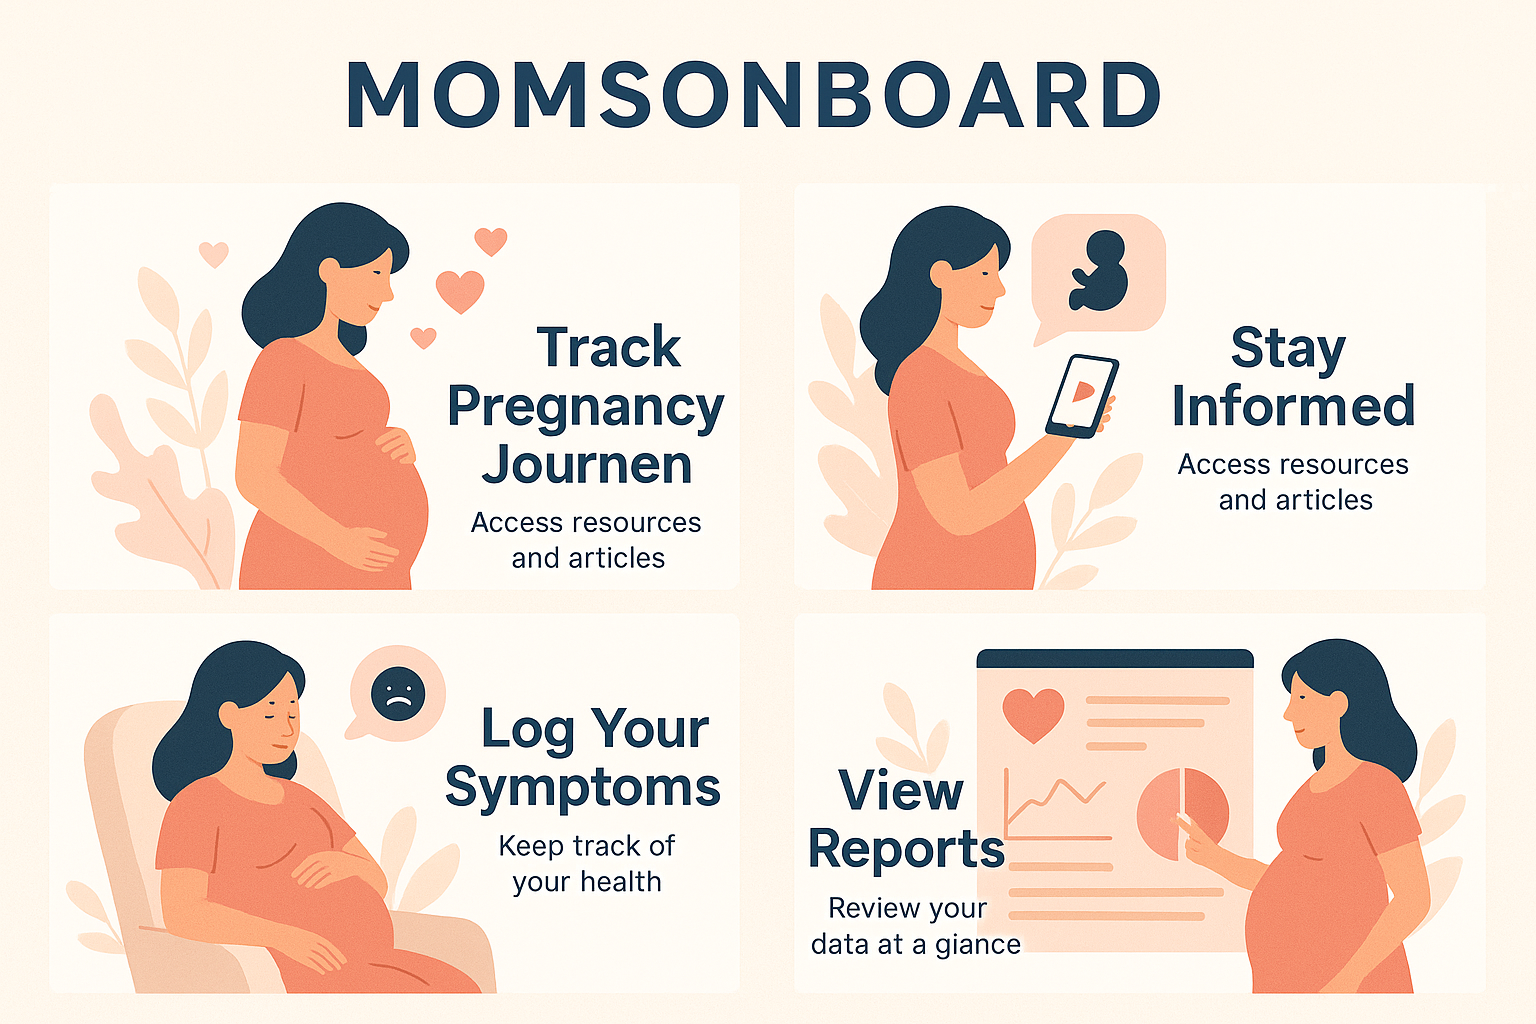 MOMSONBOARD
Track
Pregnancy
Journen
Access resources
and articles
Stay
Informed
Access resources
and articles
Log Your
Symptoms
Keep track of
your health
View
Reports
Review your
data at a giance